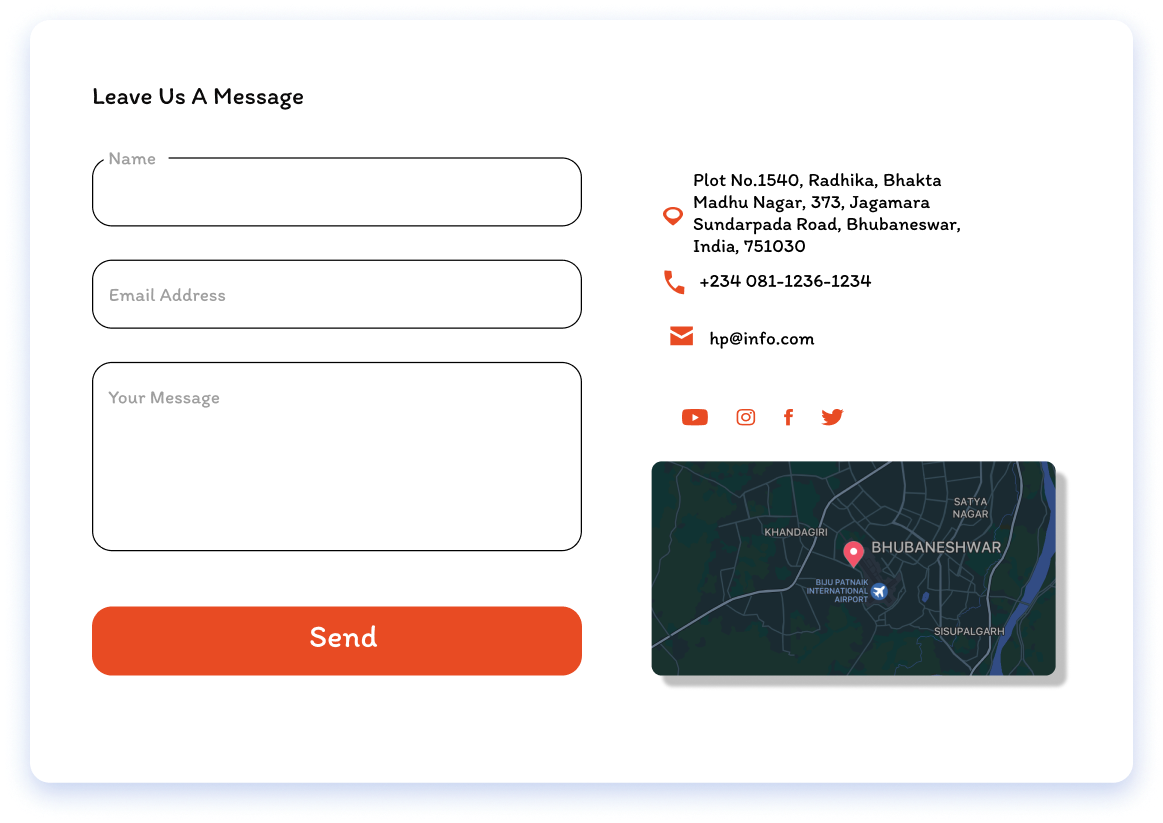 Leave Us A Message
Name
Email Address
Your Message
Send
Plot No.1540, Radhika, Bhakta
Madhu Nagar, 373, Jagamara
Sundarpada Road, Bhubaneswar,
India, 751030
+234 081-1236-1234
hp@info.com
SATYA
NAGAR
KHANDAGIRI
BHUBANESHWAR
BIJU PATNAIK
INTERNATIONAL
AIRPORT
SISUPALGARH